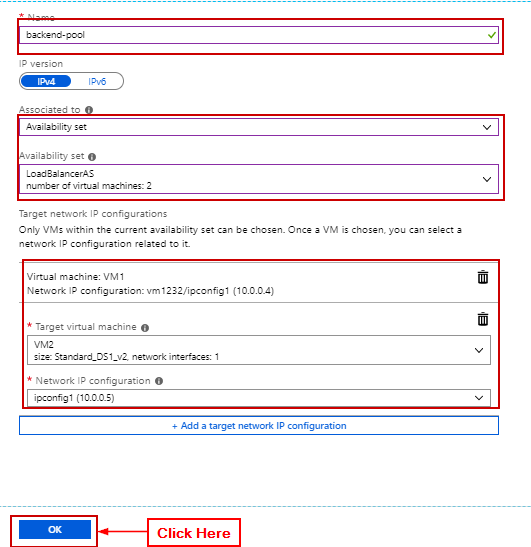 * Name
backend-pool
IP version
IPv4 IPv6
Associated to
Availability set
Availability set
LoadBalancerAS
number of virtual machines: 2
Target network IP configurations
Only VMs within the current availability set can be chosen. Once a VM is chosen, you can select a
network IP configuration related to it.
Virtual machine: VM1
Network IP configuration: vm1232/ipconfig1 (10.0.0.4)
* Target virtual machine
VM2
size: Standard_DS1_v2, network interfaces: 1
* Network IP configuration
ipconfig1 (10.0.0.5)
+ Add a target network IP configuration
OK
Click Here